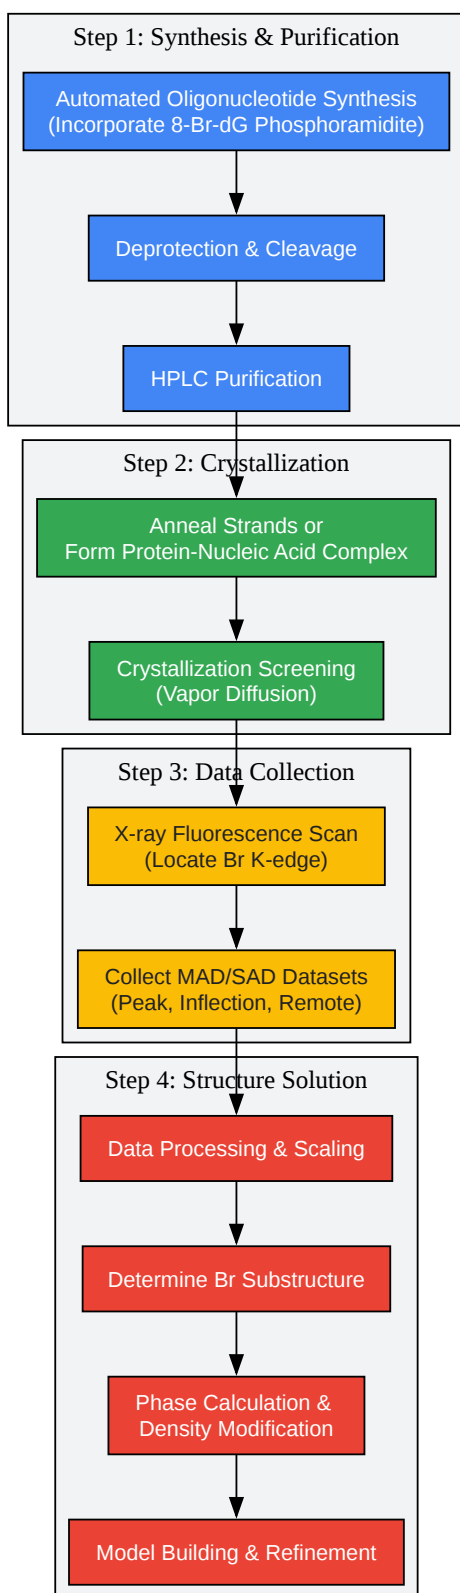 Step 1: Synthesis & Purification
Automated Oligonucleotide Synthesis
(Incorporate 8-Br-dG Phosphoramidite)
Deprotection & Cleavage
HPLC Purification
Step 2: Crystallization
Anneal Strands or
Form Protein-Nucleic Acid Complex
Crystallization Screening
(Vapor Diffusion)
Step 3: Data Collection
X-ray Fluorescence Scan
(Locate Br K-edge)
Collect MAD/SAD Datasets
(Peak, Inflection, Remote)
Step 4: Structure Solution
Data Processing & Scaling
Determine Br Substructure
Phase Calculation &
Density Modification
Model Building & Refinement